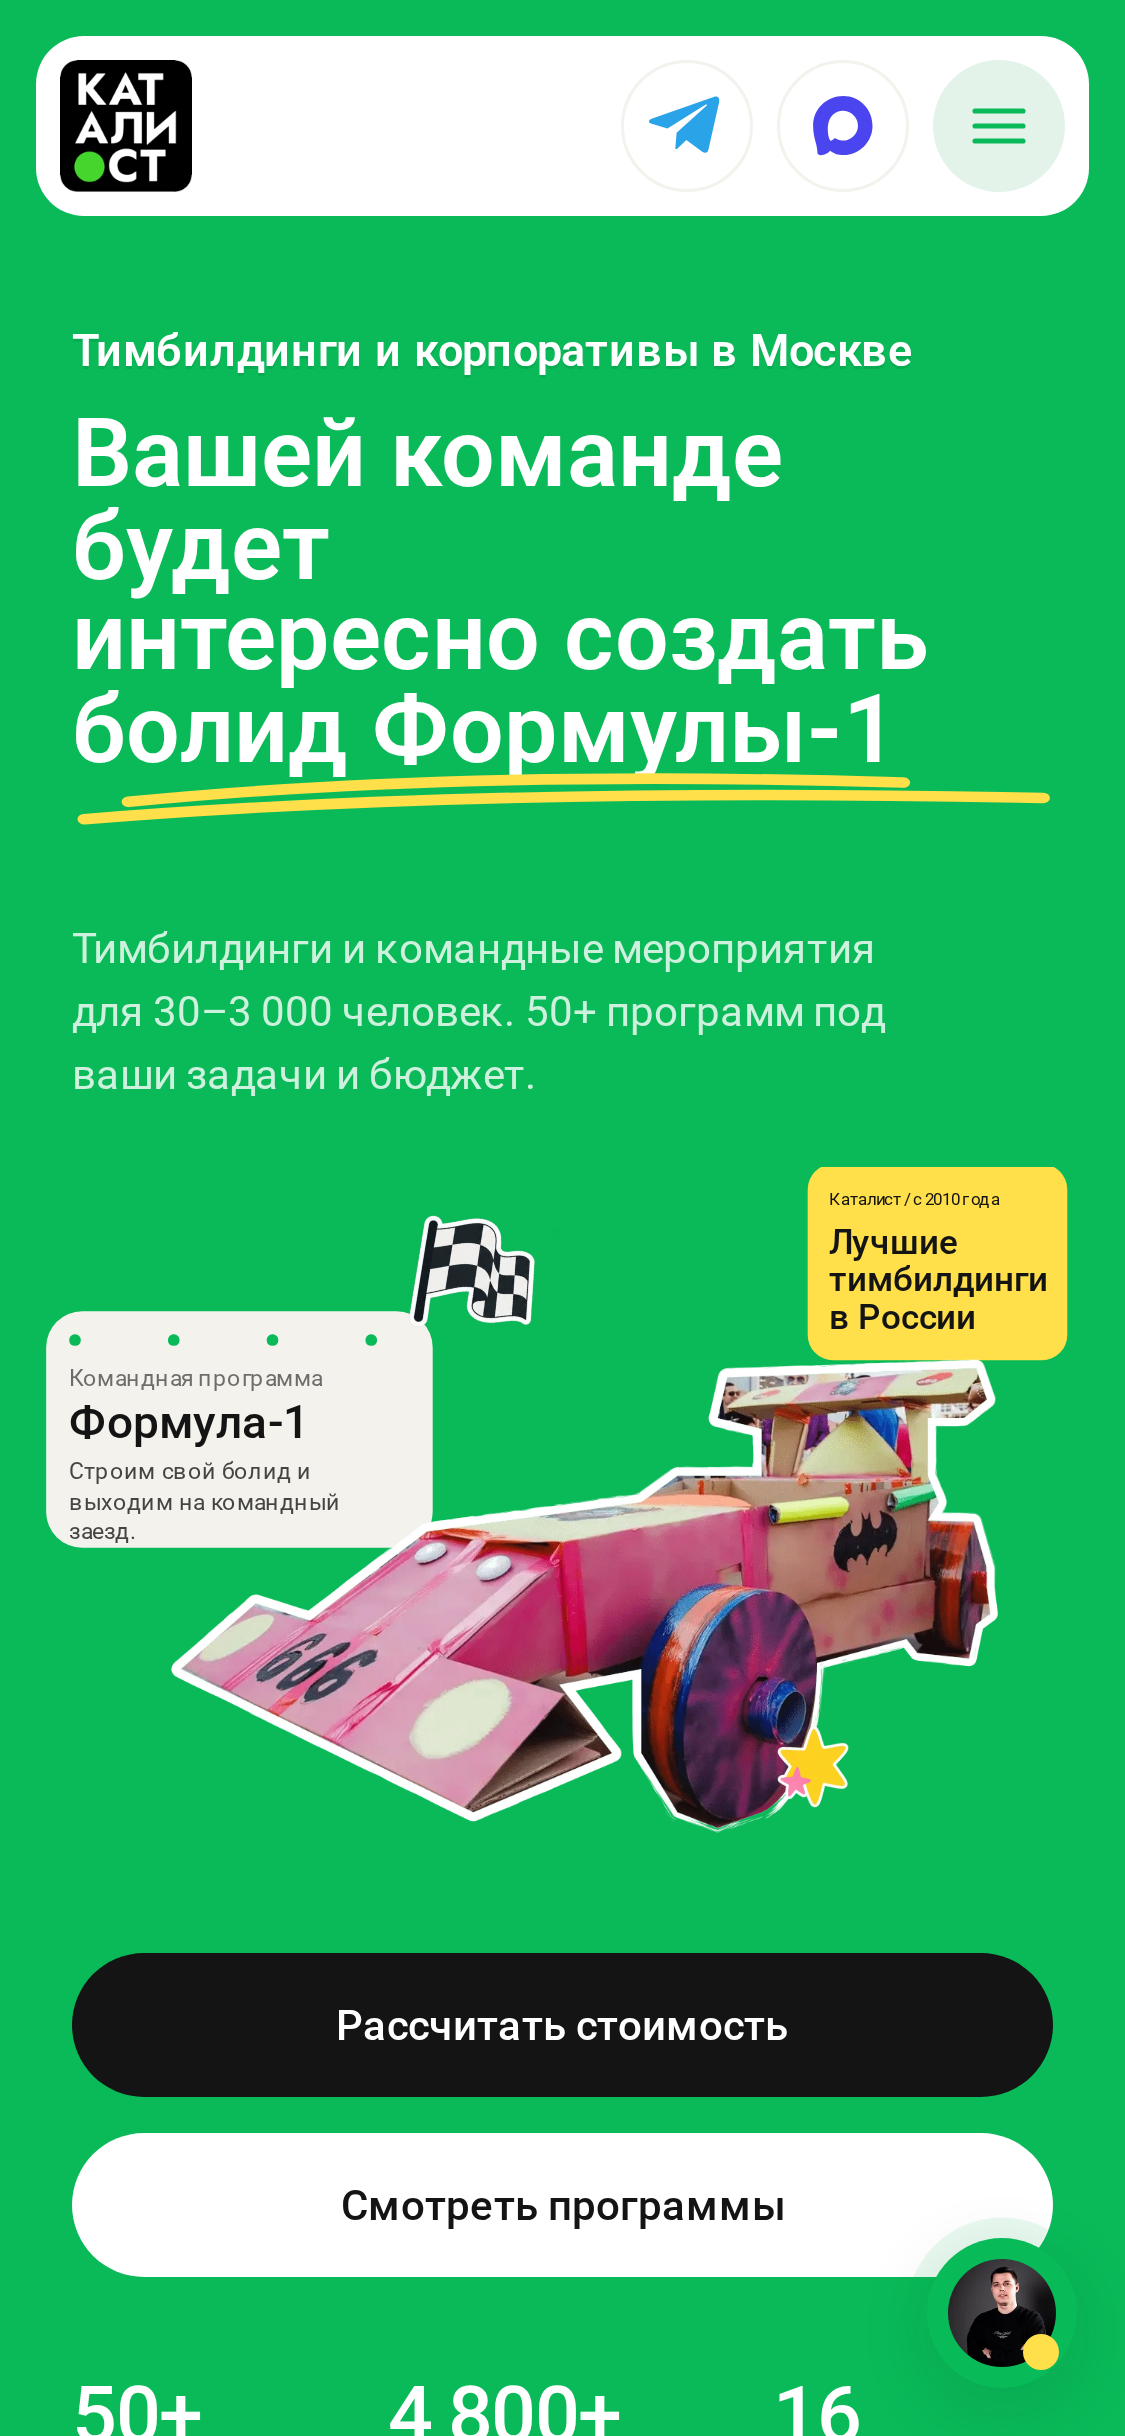 КАТ
АЛИ
СТ
Тимбилдинги и корпоративы в Москве
Вашей команде
будет
интересно создать
болид Формулы-1
Тимбилдинги и командные мероприятия
для 30–3 000 человек. 50+ программ под
ваши задачи и бюджет.
Каталист / с 2010 года
Лучшие
тимбилдинги
в России
Командная программа
Формула-1
Строим свой болид и
выходим на командный
заезд.
666
Рассчитать стоимость
Смотреть программы
50+ 4 800+ 16